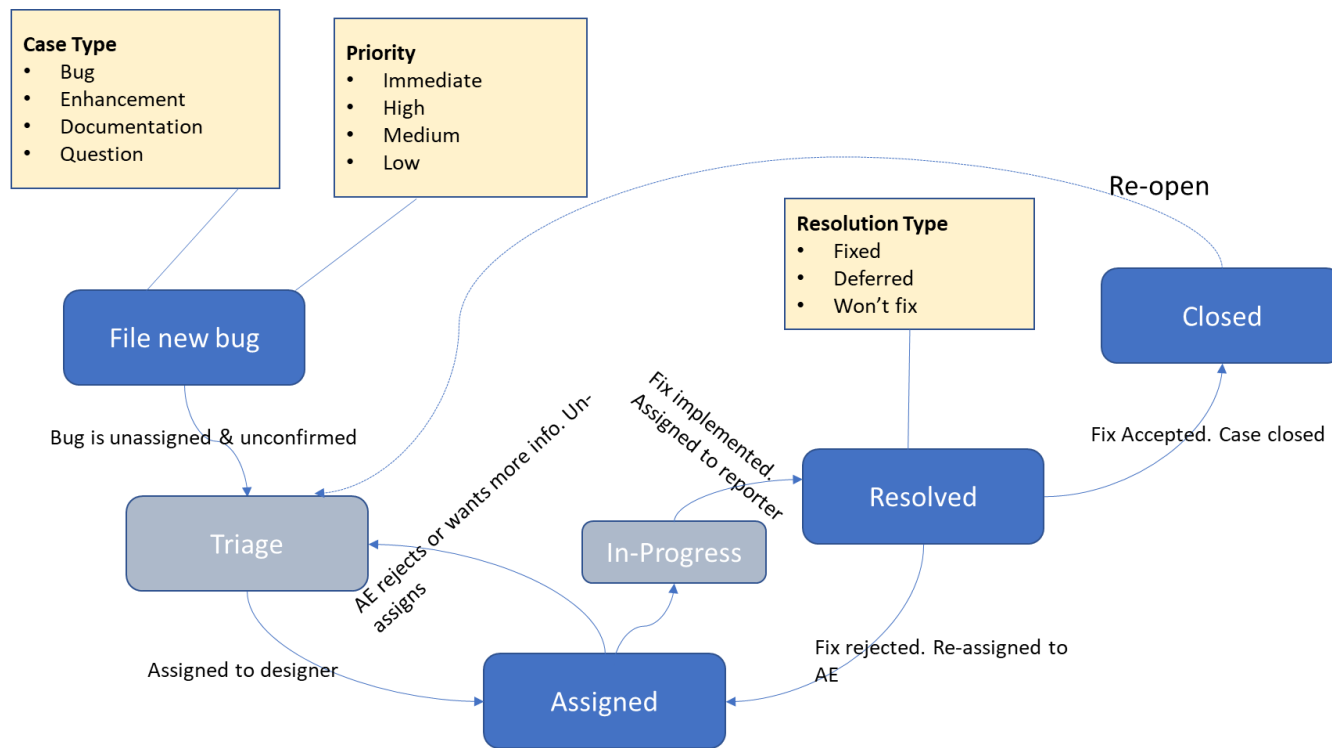 Case Type
• Bug
• Enhancement
• Documentation
• Question
Priority
• Immediate
• High
• Medium
• Low
Re-open
Resolution Type
• Fixed
• Deferred
• Won’t fix
File new bug
Closed
Bug is unassigned & unconfirmed
AE rejects or wants more info. Un-
assigns
Fix implemented.
Assigned to reporter
Fix Accepted. Case closed
Triage
In-Progress
Resolved
Assigned to designer
Assigned
Fix rejected. Re-assigned to
AE